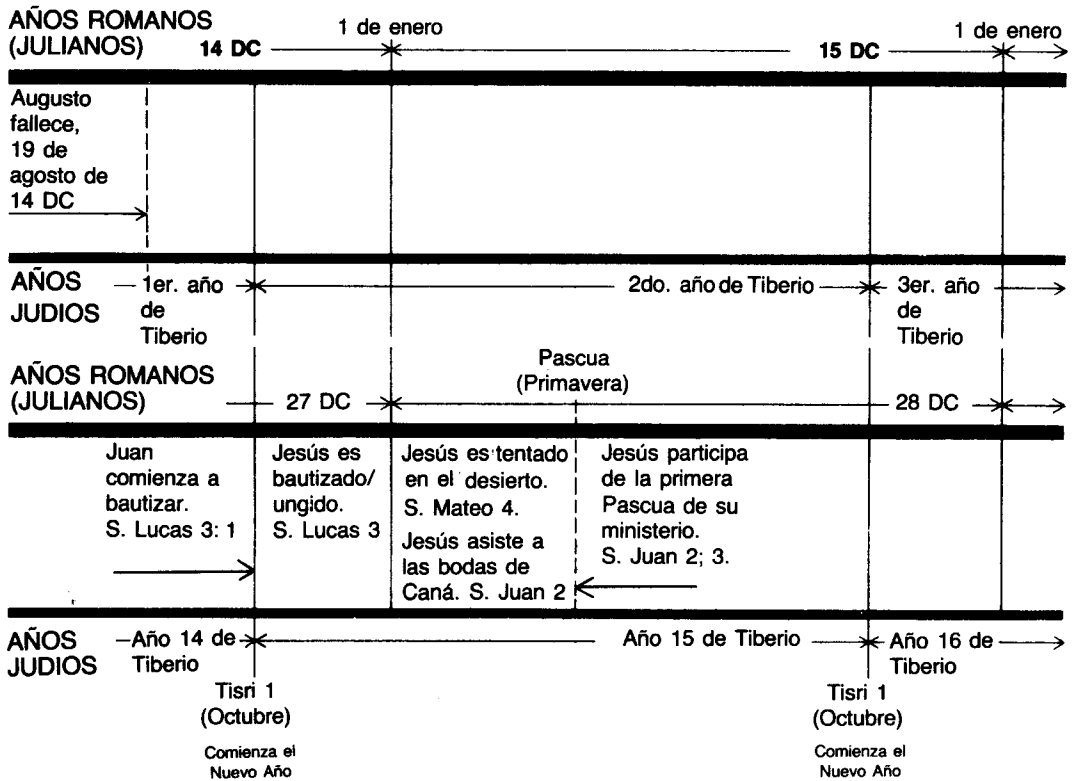 AÑOS ROMANOS
(JULIANOS)
14 DC
1 de enero
15 DC
1 de enero
Augusto
fallece,
19 de
agosto de
14 DC
AÑOS
JUDIOS
1er. año
de
Tiberio
2do. año de Tiberio
3er. año
de
Tiberio
AÑOS ROMANOS
(JULIANOS)
27 DC
Pascua
(Primavera)
28 DC
Juan
comienza a
bautizar.
S. Lucas 3: 1
Jesús es
bautizado/
ungido.
S. Lucas 3
Jesús es tentado
en el desierto.
S. Mateo 4.
Jesús asiste a
las bodas de
Caná. S. Juan 2
Jesús participa
de la primera
Pascua de su
ministerio.
S. Juan 2; 3.
AÑOS
JUDIOS
Año 14 de
Tiberio
Año 15 de Tiberio
Año 16 de
Tiberio
Tisri 1
(Octubre)
Comienza el
Nuevo Año
Tisri 1
(Octubre)
Comienza el
Nuevo Año